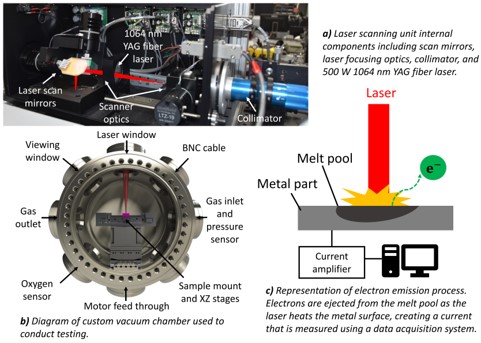 1064 nm
YAG fiber
laser
Laser scan
mirrors
Scanner
optics
LTZ-19
Collimator
a) Laser scanning unit internal
components including scan mirrors,
laser focusing optics, collimator, and
500 W 1064 nm YAG fiber laser.
Laser window
Viewing
window
BNC cable
Gas
outlet
Gas inlet
and
pressure
sensor
Oxygen
sensor
Sample mount
and XZ stages
Motor feed through
b) Diagram of custom vacuum chamber used to
conduct testing.
Laser
Melt pool
e⁻
Metal part
Current
amplifier
c) Representation of electron emission process.
Electrons are ejected from the melt pool as the
laser heats the metal surface, creating a current
that is measured using a data acquisition system.